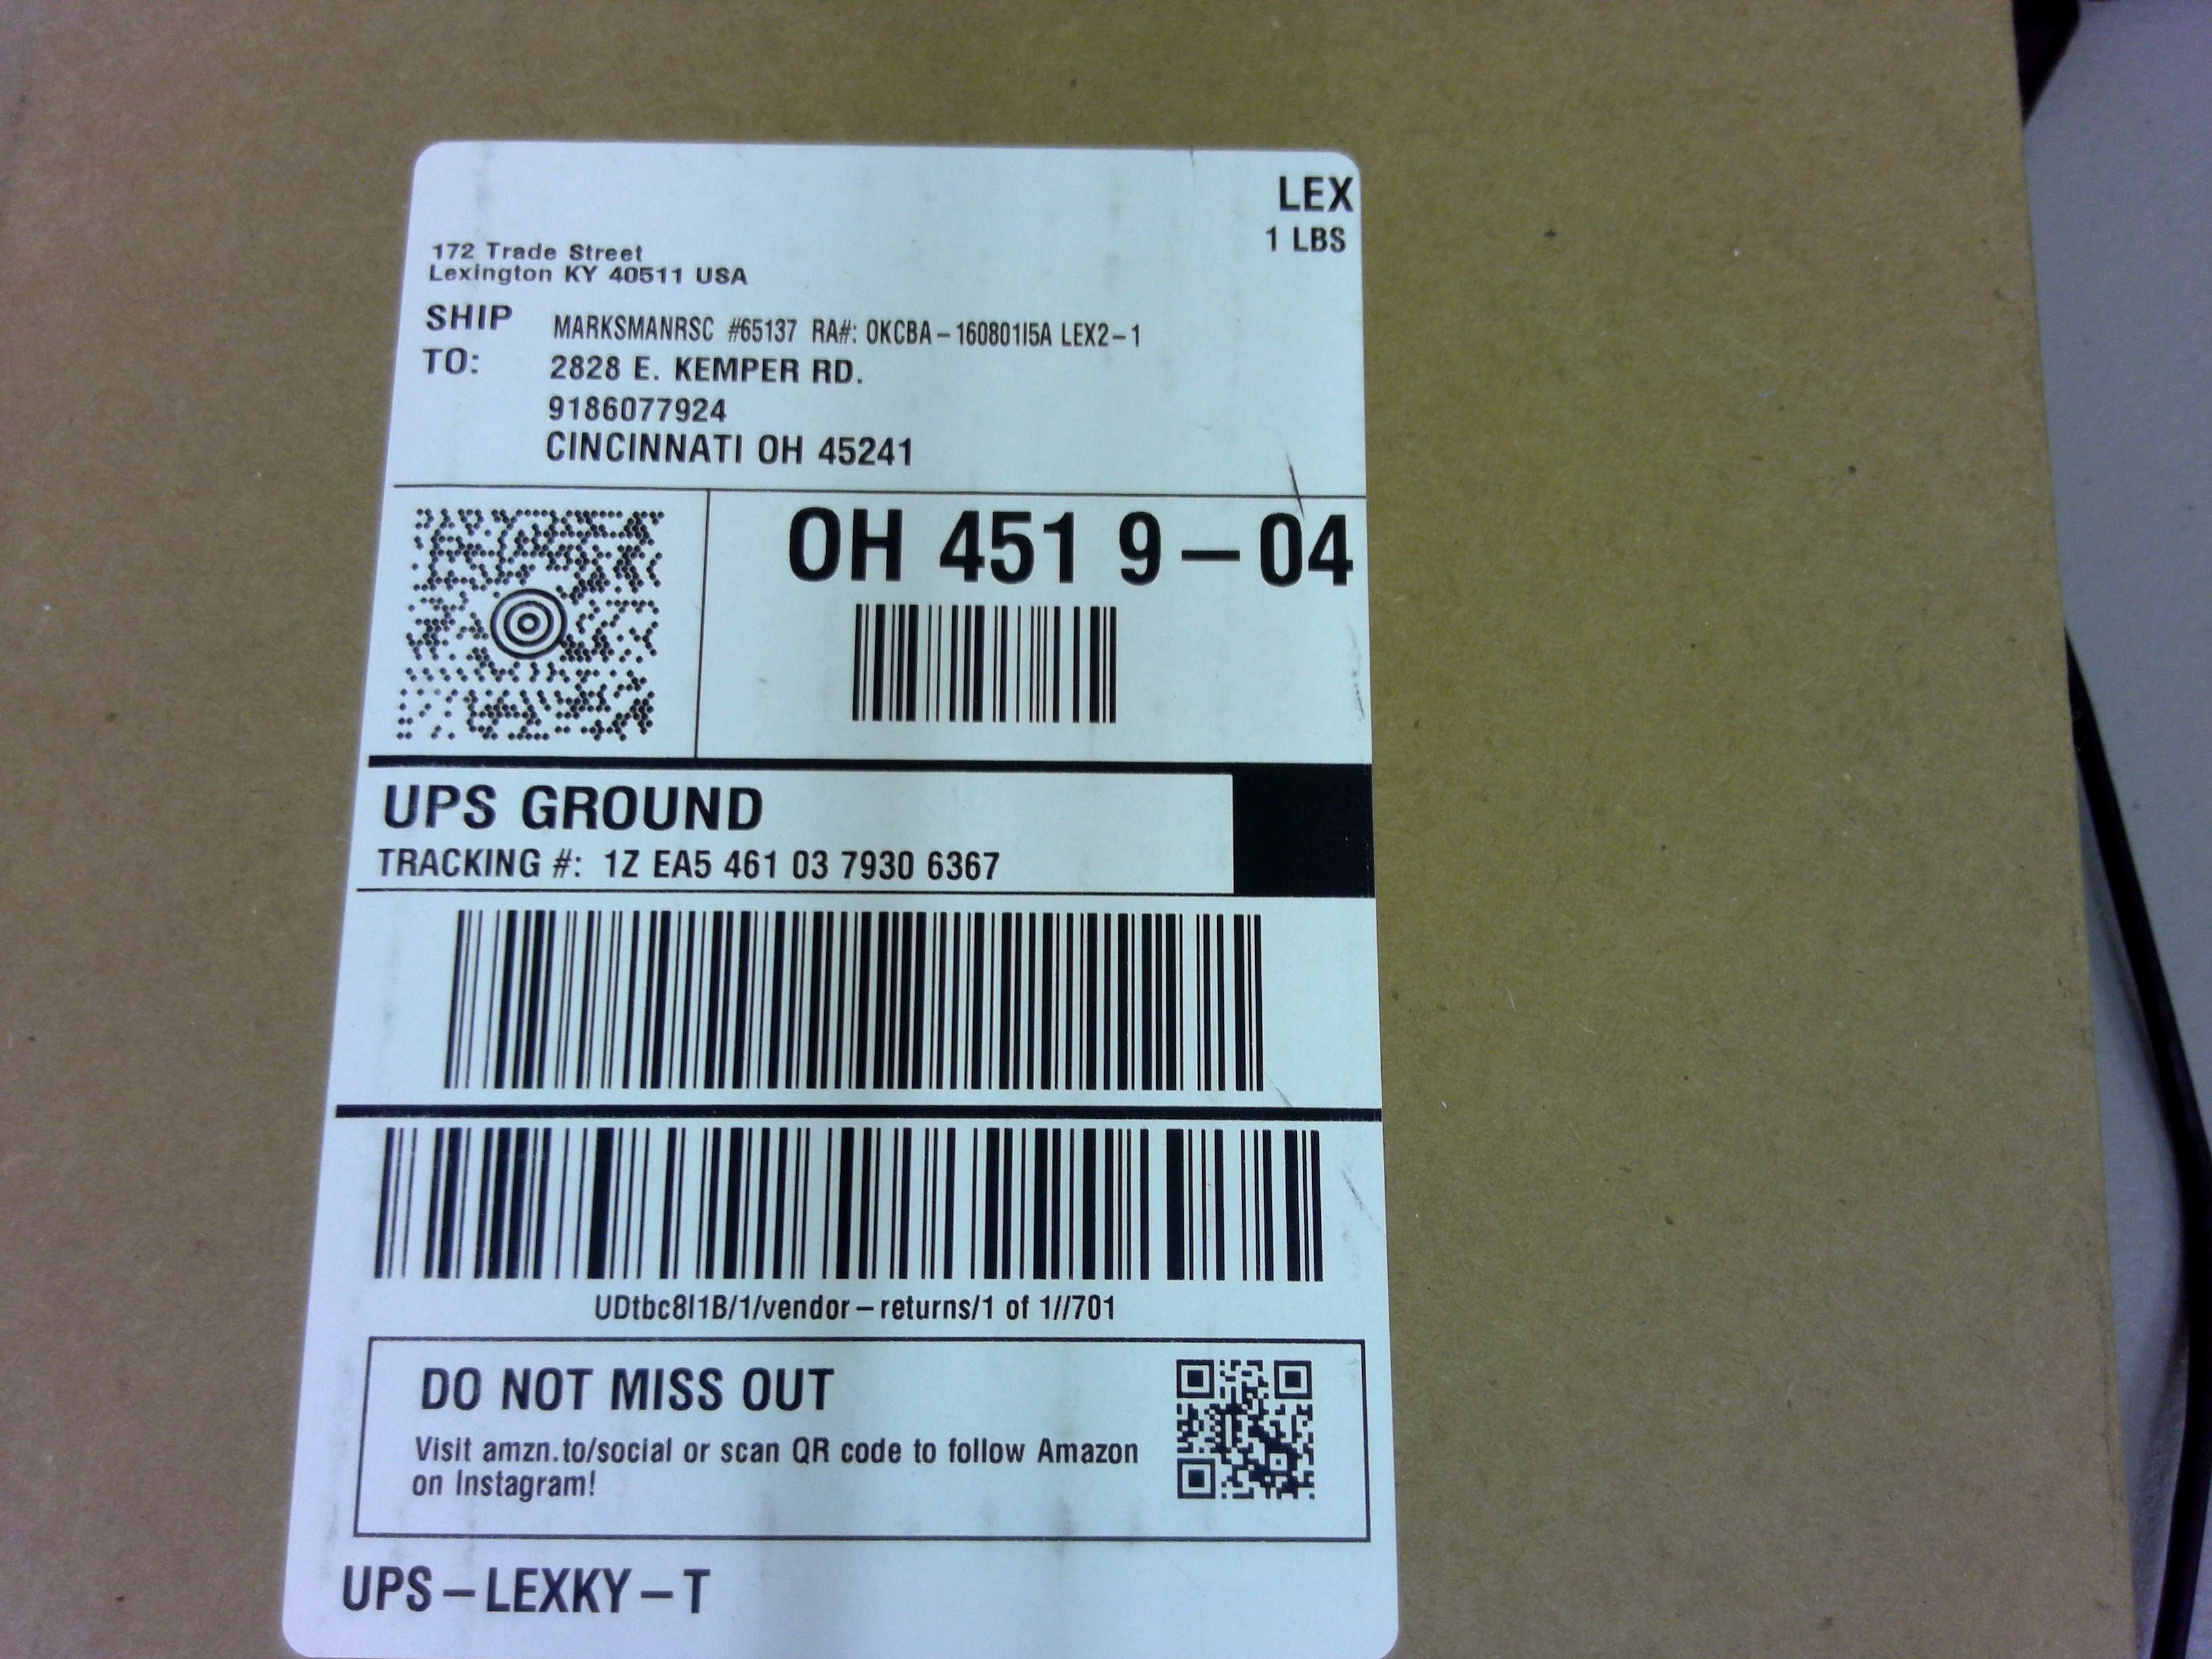 LEX
1 LBS
172 Trade Street
Lexington KY 40511 USA
SHIP TO:
MARKSMANRSC #65137 RA#: OKCBA-160801I5A LEX2-1
2828 E. KEMPER RD.
9186077924
CINCINNATI OH 45241
OH 451 9-04
UPS GROUND
TRACKING #: 1Z EA5 461 03 7930 6367
UDtbc8l1B/1/vendor-returns/1 of 1//701
DO NOT MISS OUT
Visit amzn.to/social or scan QR code to follow Amazon
on Instagram!
UPS-LEXKY-T